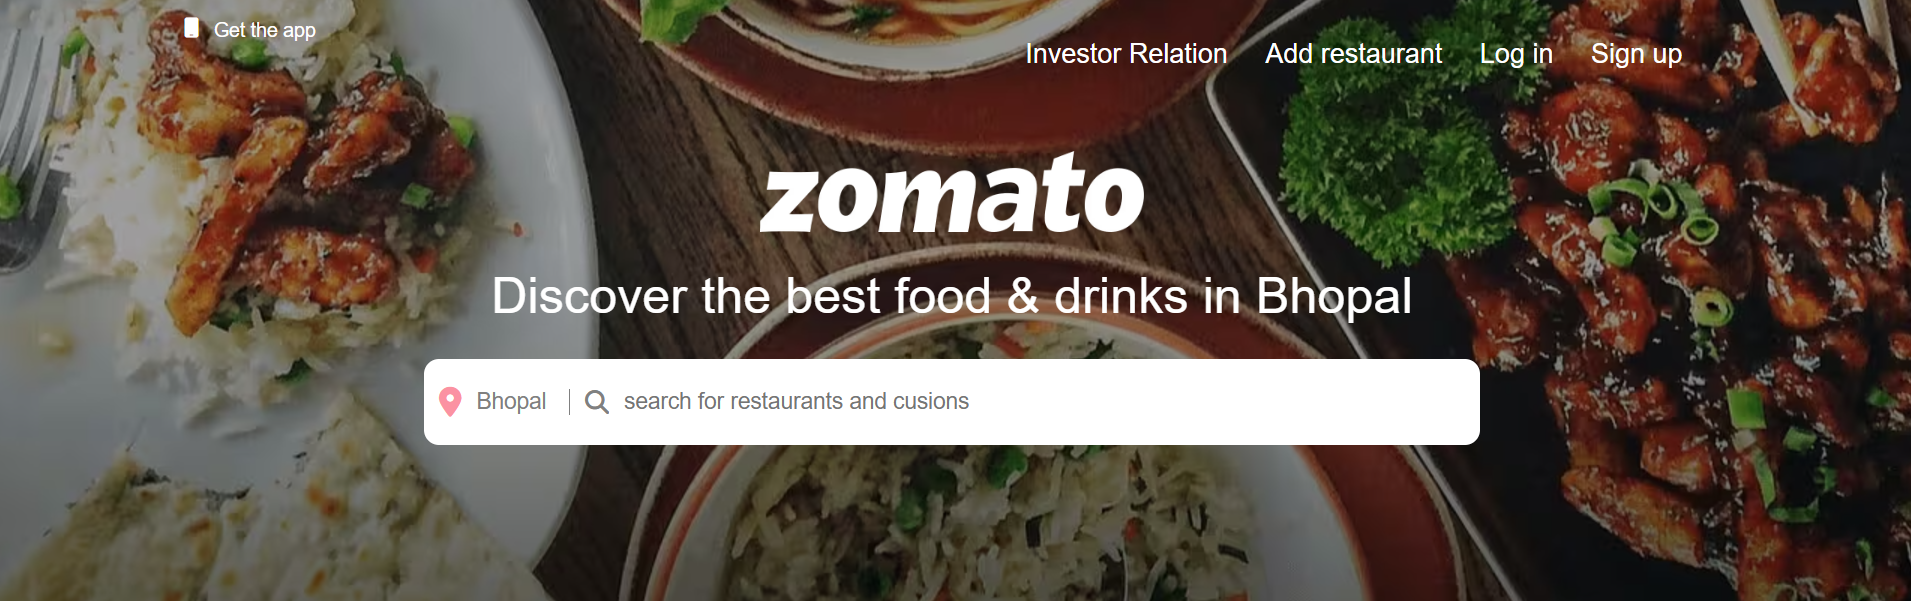 Get the app
Investor Relation Add restaurant Log in Sign up
zomato
Discover the best food & drinks in Bhopal
Bhopal search for restaurants and cusions